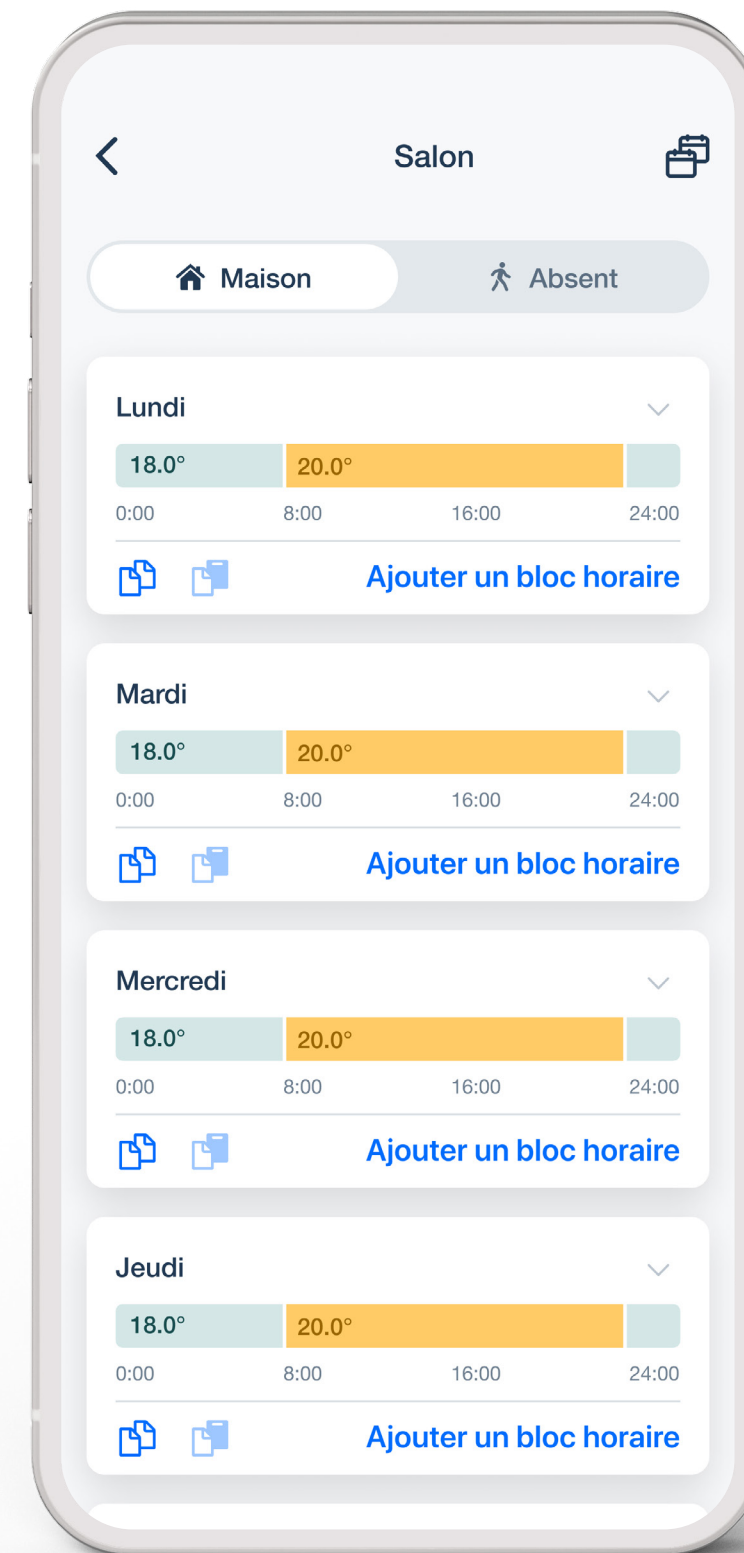 Salon
Maison Absent
Lundi
18.0° 20.0°
0:00 8:00 16:00 24:00
Ajouter un bloc horaire
Mardi
18.0° 20.0°
0:00 8:00 16:00 24:00
Ajouter un bloc horaire
Mercredi
18.0° 20.0°
0:00 8:00 16:00 24:00
Ajouter un bloc horaire
Jeudi
18.0° 20.0°
0:00 8:00 16:00 24:00
Ajouter un bloc horaire